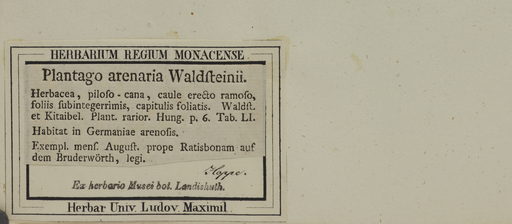 HERBARIUM REGIUM MONACENSE
Plantago arenaria Waldſteinii.
Herbacea, piloſo-cana, caule erecto ramoſo,
foliis ſubintegerrimis, capitulis foliatis. Waldſt.
et Kitaibel. Plant. rarior. Hung. p. 6. Tab. LI.
Habitat in Germaniae arenoſis.
Exempl. menſ. Auguſt. prope Ratisbonam auf
dem Bruderwörth, legi.
Hoppe.
Ex herbario Musei bot. Landishuth.
Herbar. Univ. Ludov. Maximil.